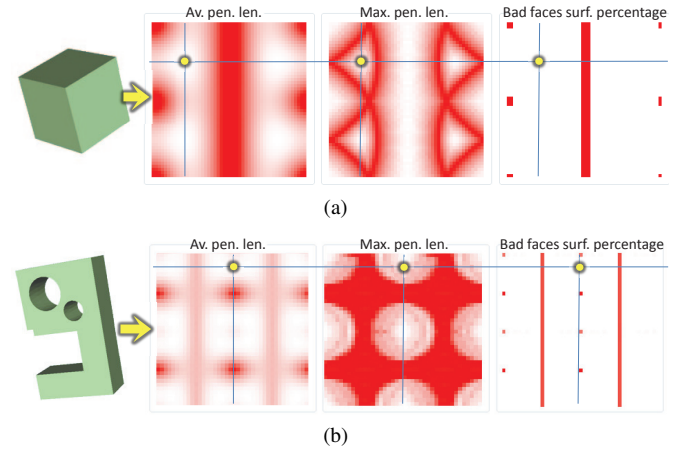 Av. pen. len. Max. pen. len. Bad faces surf. percentage
(a)
Av. pen. len. Max. pen. len. Bad faces surf. percentage
(b)